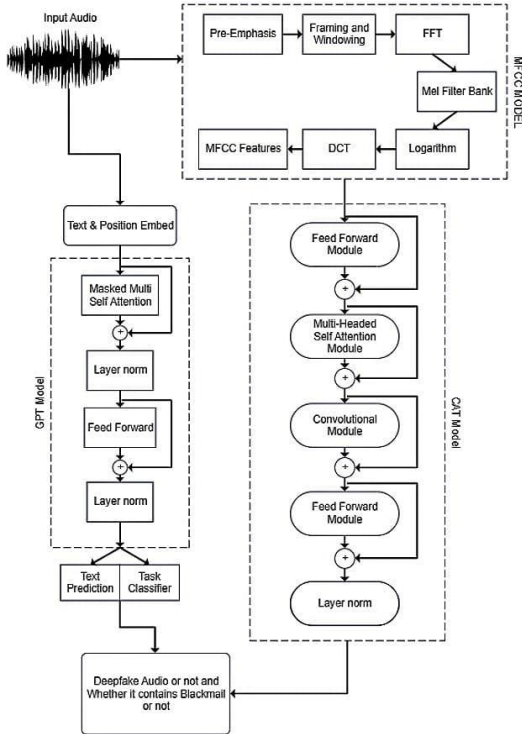 Input Audio
Pre-Emphasis
Framing and
Windowing
FFT
Mel Filter Bank
Logarithm
DCT
MFCC Features
MFCC MODEL
Text & Position Embed
Masked Multi
Self Attention
+
Layer norm
Feed Forward
+
Layer norm
GPT Model
Text
Prediction
Task
Classifier
Feed Forward
Module
+
Multi-Headed
Self Attention
Module
+
Convolutional
Module
+
Feed Forward
Module
+
Layer norm
CAT Model
Deepfake Audio or not and
Whether it contains Blackmail
or not